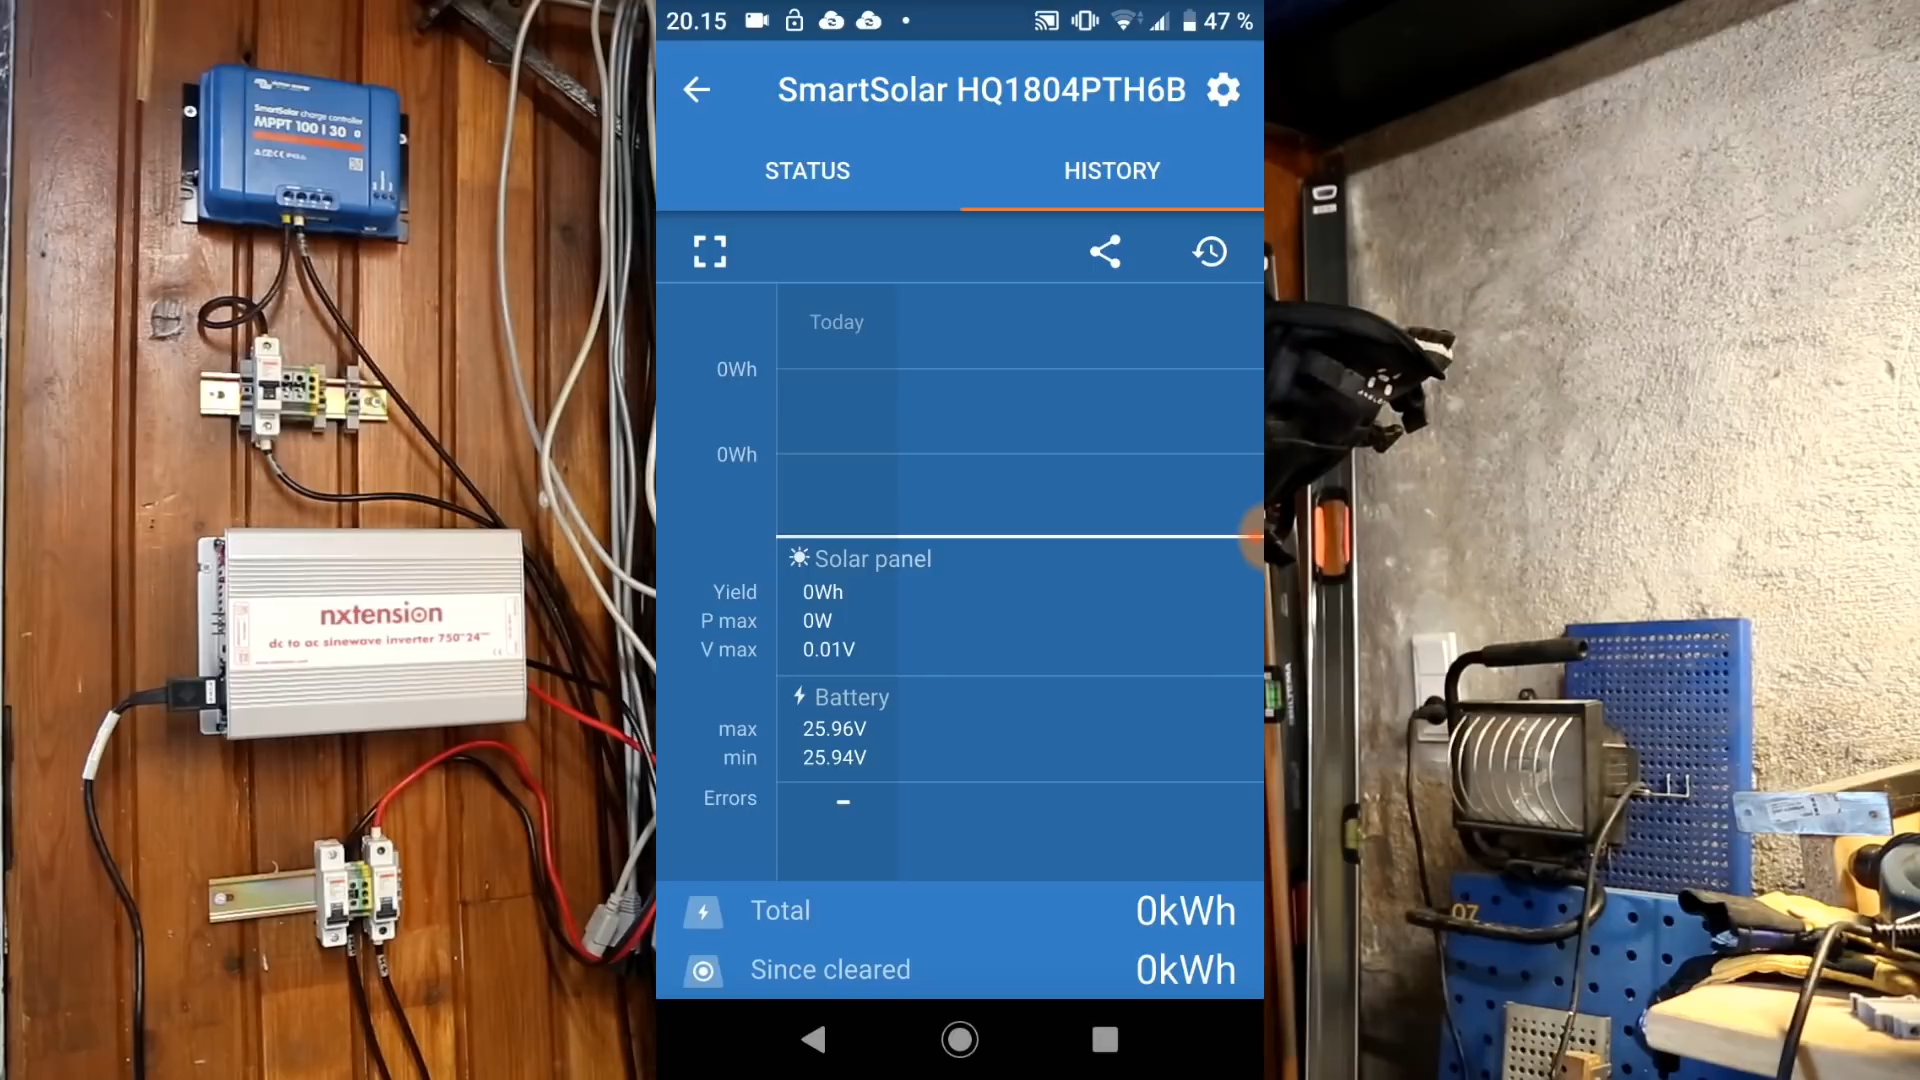 SmartSolar charge controller
MPPT 100 | 30
nxtension
dc to ac sinewave inverter 750 24
20.15
47 %
SmartSolar HQ1804PTH6B
STATUS
HISTORY
Today
0Wh
0Wh
Solar panel
Yield 0Wh
P max 0W
V max 0.01V
Battery
max 25.96V
min 25.94V
Errors –
Total 0kWh
Since cleared 0kWh
07